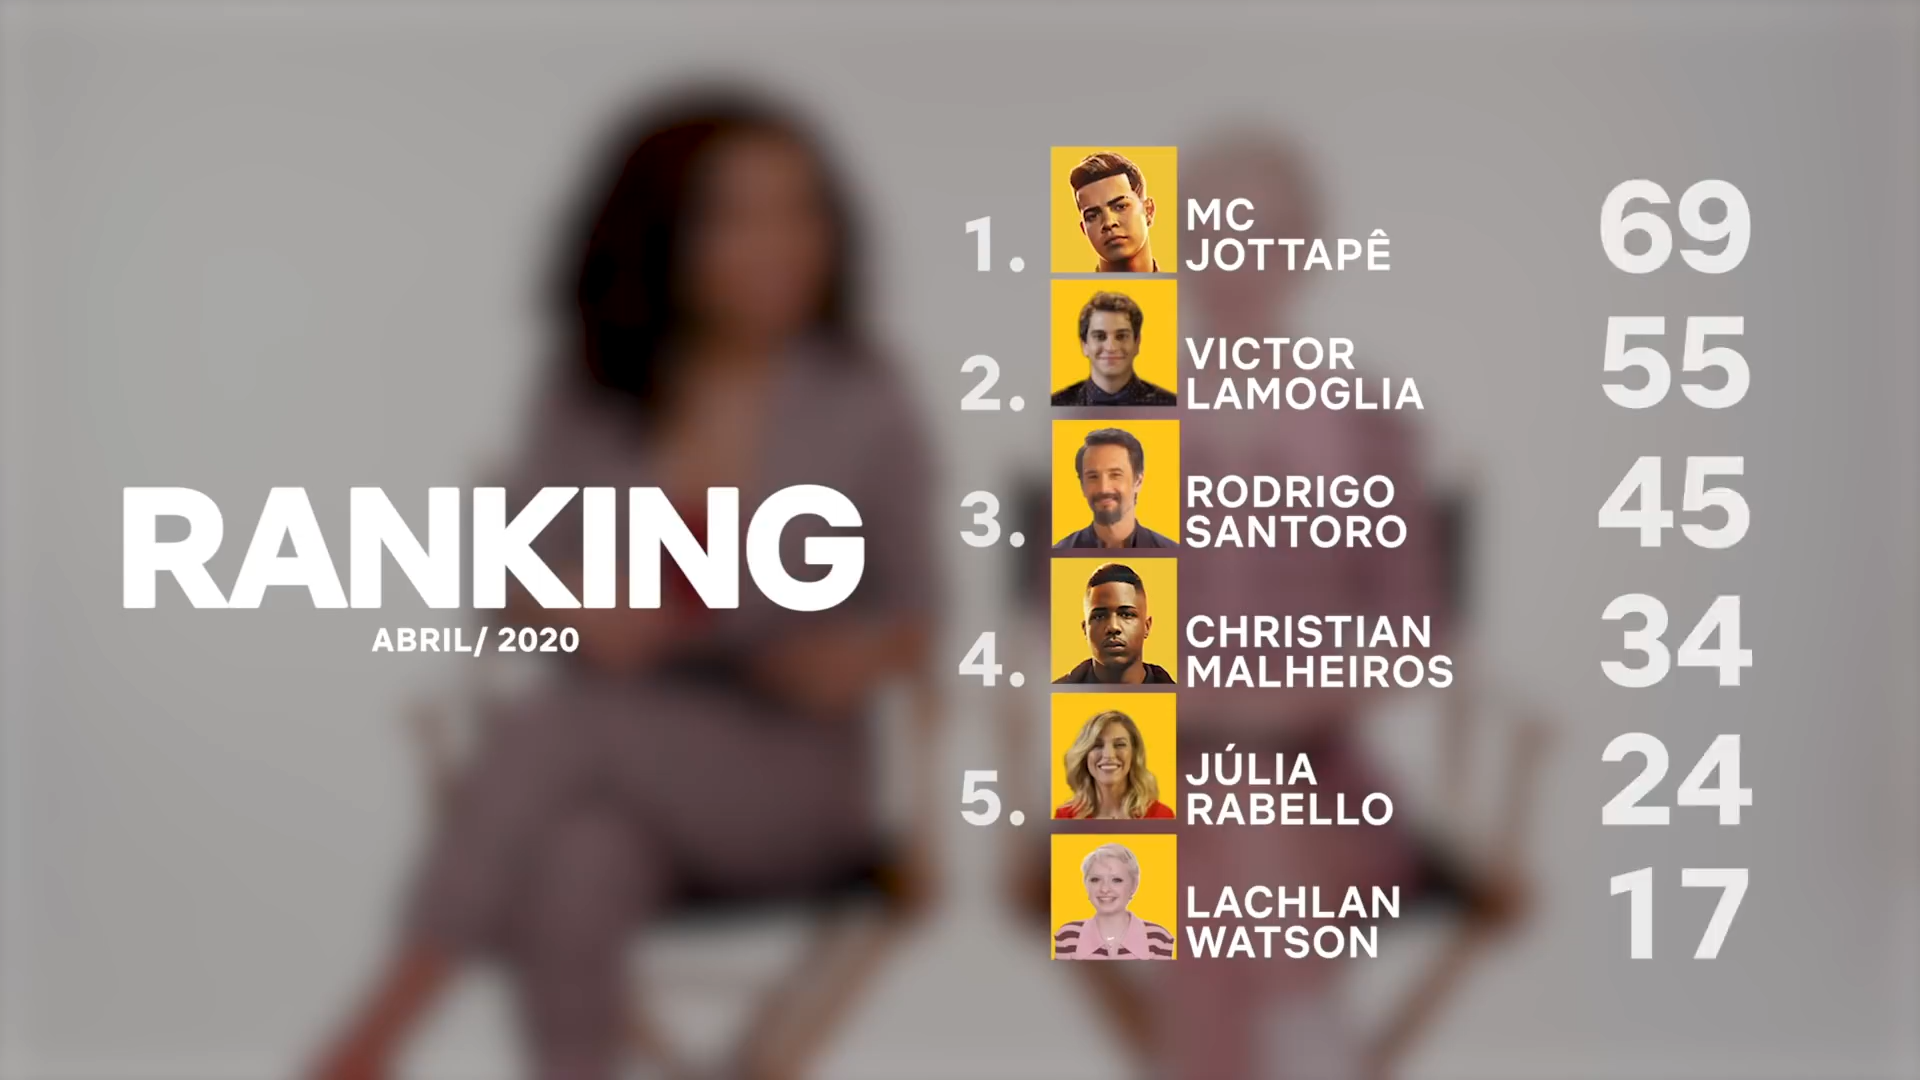 RANKING
ABRIL/ 2020
1.
MC
JOTTAPÊ
69
2.
VICTOR
LAMOGLIA
55
3.
RODRIGO
SANTORO
45
4.
CHRISTIAN
MALHEIROS
34
5.
JÚLIA
RABELLO
24
LACHLAN
WATSON
17